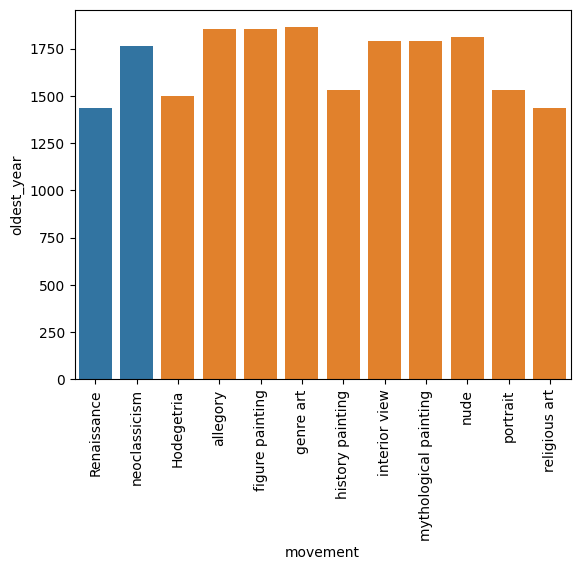 1750
1500
1250
1000
750
500
250
0
oldest_year
Renaissance
neoclassicism
Hodegetria
allegory
figure painting
genre art
history painting
interior view
mythological painting
nude
portrait
religious art
movement